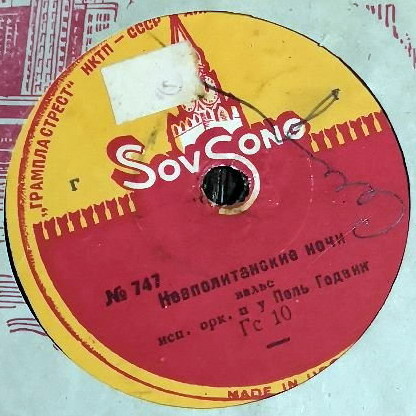 „ГРАМПЛАСТРЕСТ" НКТП – СССР
г
SovSong
№ 747
Неаполитанские ночи
вальс
исп. орк. п у Поль Годвин
Гс 10
MADE IN